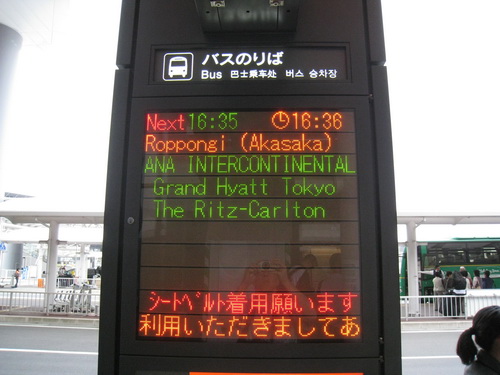 バスのりば
Bus 巴士乘车处 버스 승차장
Next 16:35 16:36
Roppongi (Akasaka)
ANA INTERCONTINENTAL
Grand Hyatt Tokyo
The Ritz-Carlton
シートベルト着用願います
利用いただきましてあ